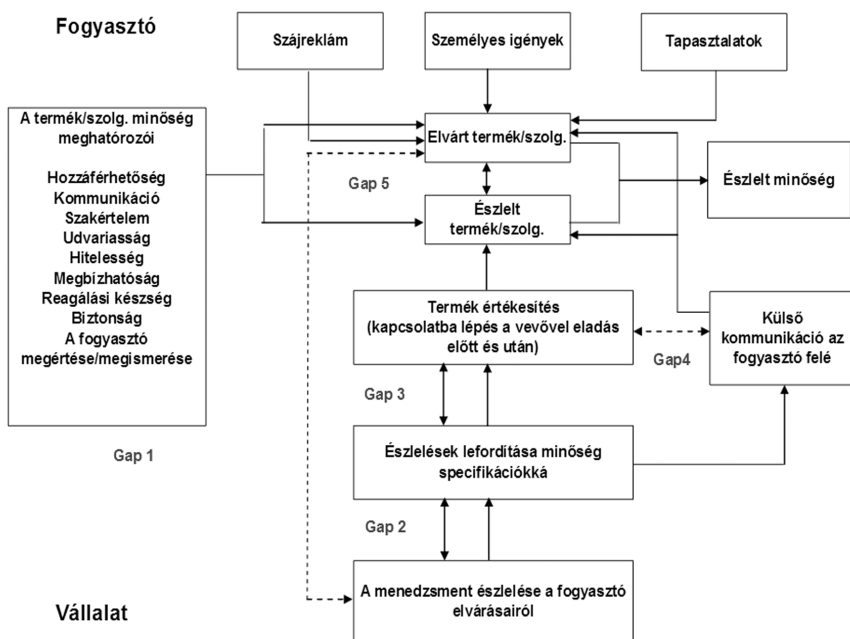 Fogyasztó
Szájreklám
Személyes igények
Tapasztalatok
A termék/szolg. minőség
meghatórozói
Hozzáférhetőség
Kommunikáció
Szakértelem
Udvariasság
Hitelesség
Megbízhatóság
Reagálási készség
Biztonság
A fogyasztó
megértése/megismerése
Elvárt termék/szolg.
Gap 5
Észlelt
termék/szolg.
Észlelt minőség
Termék értékesítés
(kapcsolatba lépés a vevővel eladás
előtt és után)
Gap4
Külső
kommunikáció az
fogyasztó felé
Gap 3
Gap 1
Észlelések lefordítása minőség
specifikációkká
Gap 2
A menedzsment észlelése a fogyasztó
elvárásairól
Vállalat